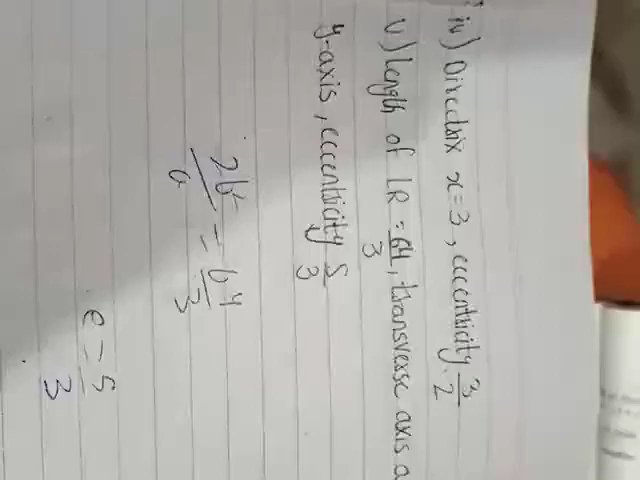 iv) Directrix x=3, eccentricity 3/2
v) Length of LR = 64/3, transverse axis a
y-axis, eccentricity 5/3
2b²/a = 64/3
e = 5/3